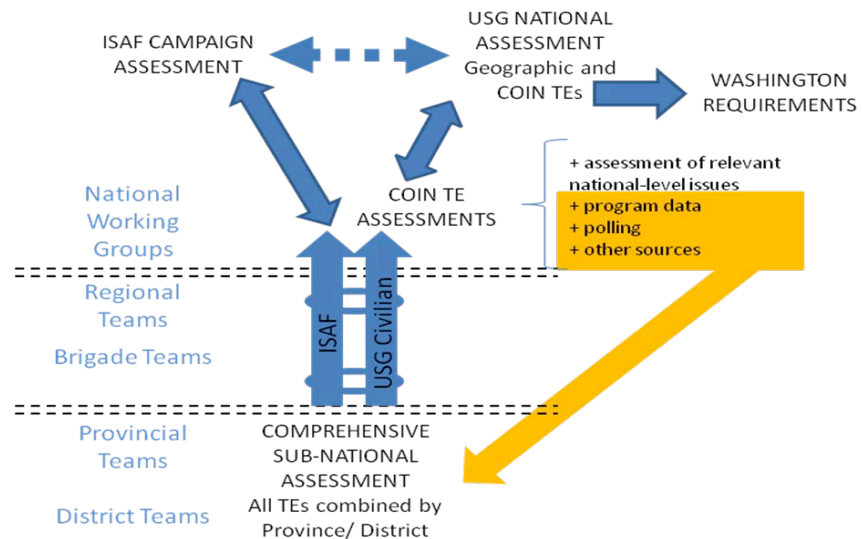 ISAF CAMPAIGN
ASSESSMENT
USG NATIONAL
ASSESSMENT
Geographic and
COIN TEs
WASHINGTON
REQUIREMENTS
National
Working
Groups
COIN TE
ASSESSMENTS
+ assessment of relevant
national-level issues
+ program data
+ polling
+ other sources
Regional
Teams
Brigade Teams
ISAF
USG Civilian
Provincial
Teams
District Teams
COMPREHENSIVE
SUB-NATIONAL
ASSESSMENT
All TEs combined by
Province/ District